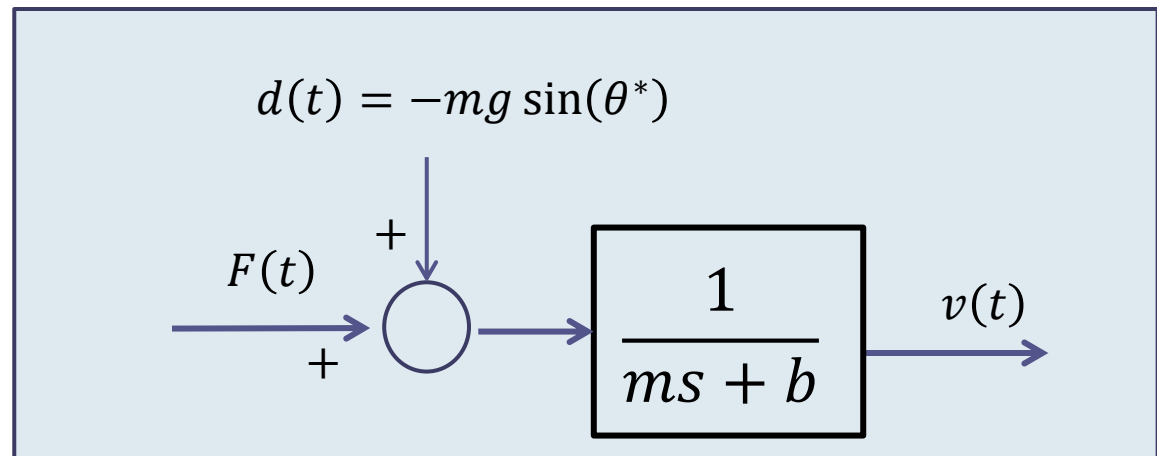 d(t) = −mg sin(θ*)
+
F(t)
+
1
ms + b
v(t)